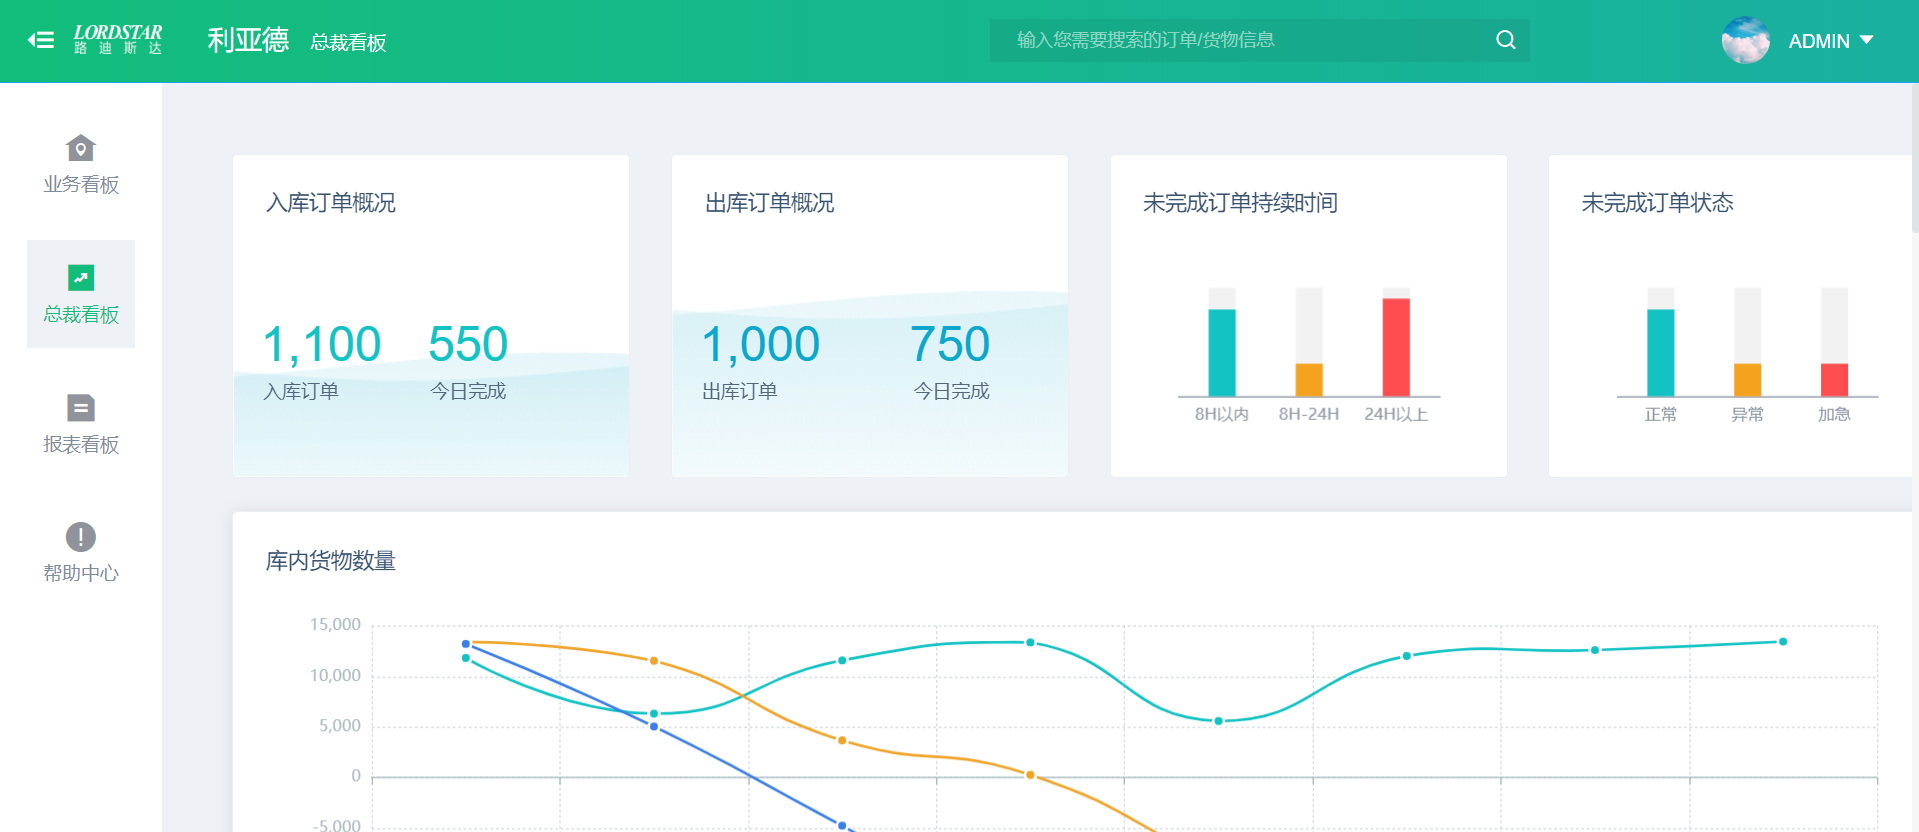 LORDSTAR
路迪斯达
利亚德 总裁看板
输入您需要搜索的订单/货物信息
ADMIN
业务看板
总裁看板
报表看板
帮助中心
入库订单概况
1,100 550
入库订单 今日完成
出库订单概况
1,000 750
出库订单 今日完成
未完成订单持续时间
8H以内 8H-24H 24H以上
未完成订单状态
正常 异常 加急
库内货物数量
15,000
10,000
5,000
0
-5,000